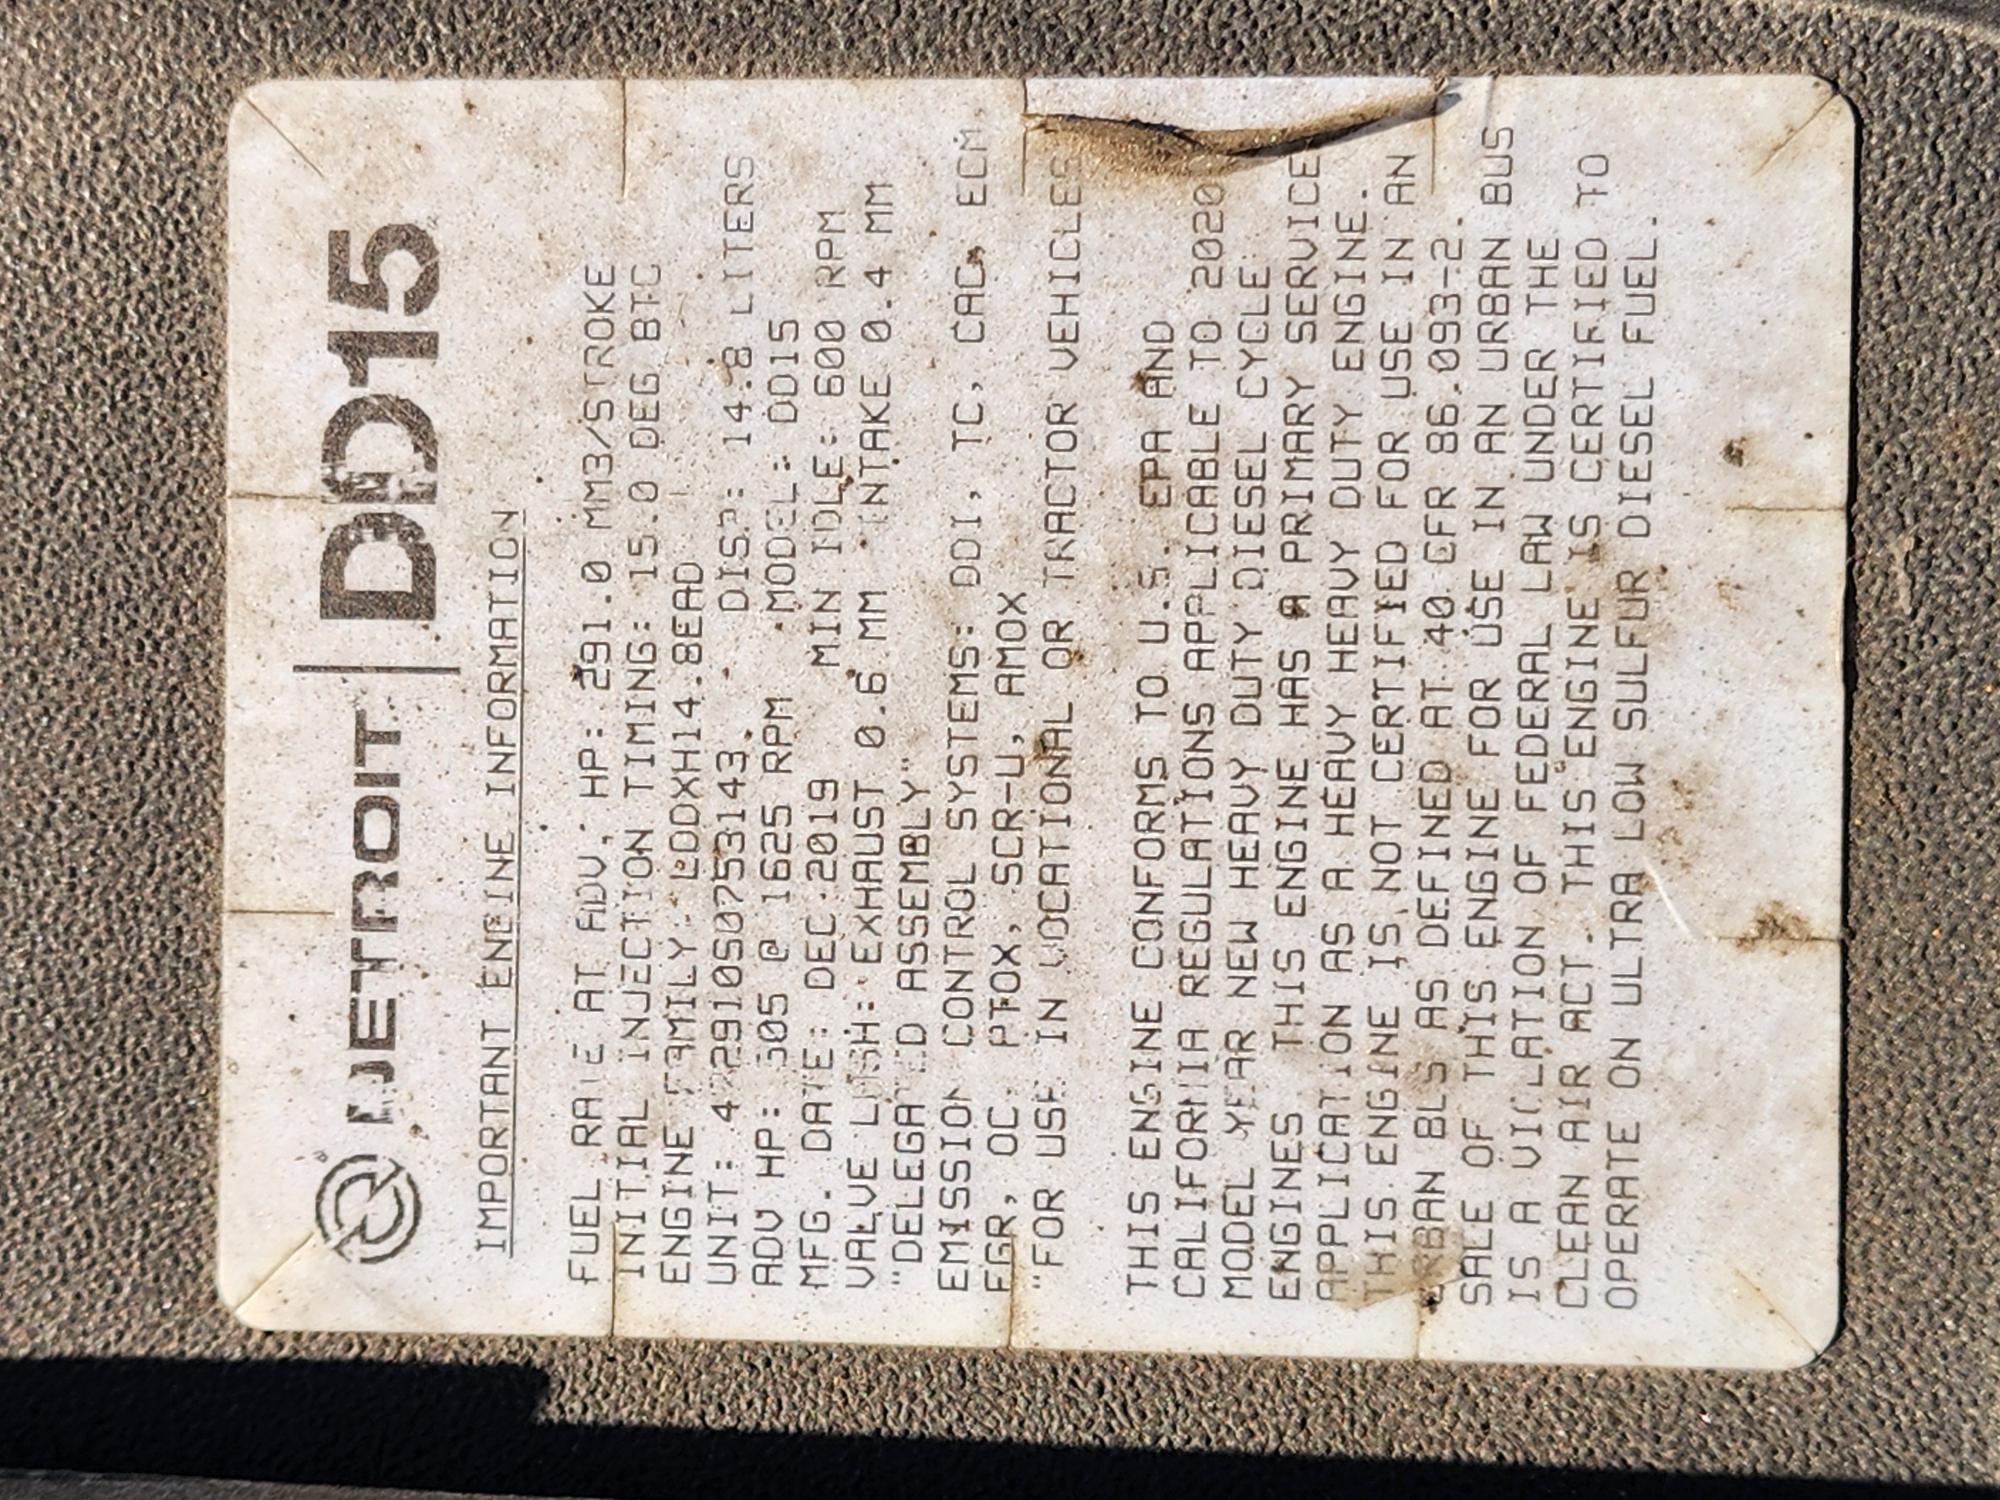 DETROIT | DD15
IMPORTANT ENGINE INFORMATION
FUEL RATE AT ADV. HP: 291.0 MM3/STROKE
INITIAL INJECTION TIMING: 15.0 DEG BTC
ENGINE FAMILY: LDDXH14.8EAD
UNIT: DISP: 14.8 LITERS
ADV HP: @ 1625 RPM MODEL: DD15
MFG. DATE: DEC 2019 MIN IDLE: 600 RPM
VALVE LASH: EXHAUST 0.6 MM INTAKE 0.4 MM
"DELEGATED ASSEMBLY"
EMISSION CONTROL SYSTEMS: DDI, TC, CAC, ECM,
EGR, OC, PTOX, SCR-U, AMOX
"FOR USE IN VOCATIONAL OR TRACTOR VEHICLES
THIS ENGINE CONFORMS TO U.S. EPA AND
CALIFORNIA REGULATIONS APPLICABLE TO 2020
MODEL YEAR NEW HEAVY DUTY DIESEL CYCLE
ENGINES THIS ENGINE HAS A PRIMARY SERVICE
APPLICATION AS A HEAVY HEAVY DUTY ENGINE.
THIS ENGINE IS NOT CERTIFIED FOR USE IN AN
URBAN BUS AS DEFINED AT 40 CFR 86.093-2.
SALE OF THIS ENGINE FOR USE IN AN URBAN BUS
IS A VIOLATION OF FEDERAL LAW UNDER THE
CLEAN AIR ACT. THIS ENGINE IS CERTIFIED TO
OPERATE ON ULTRA LOW SULFUR DIESEL FUEL.